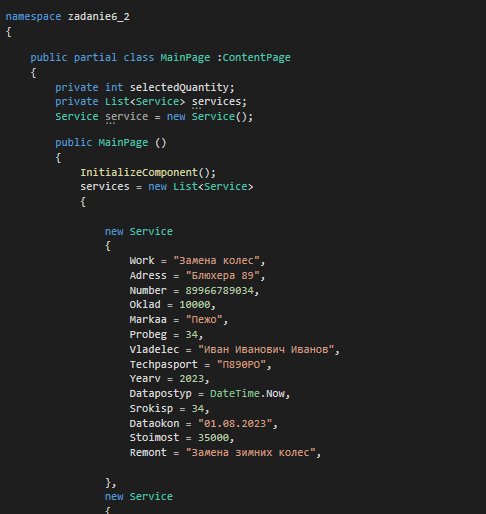 namespace zadanie6_2
{
public partial class MainPage :ContentPage
{
private int selectedQuantity;
private List<Service> services;
Service service = new Service();
public MainPage ()
{
InitializeComponent();
services = new List<Service>
{
new Service
{
Work = "Замена колес",
Adress = "Блюхера 89",
Number = 89966789034,
Oklad = 10000,
Markaa = "Пежо",
Probeg = 34,
Vladelec = "Иван Иванович Иванов",
Techpasport = "П890РО",
Yearv = 2023,
Datapostyp = DateTime.Now,
Srokisp = 34,
Dataokon = "01.08.2023",
Stoimost = 35000,
Remont = "Замена зимних колес",
},
new Service
{